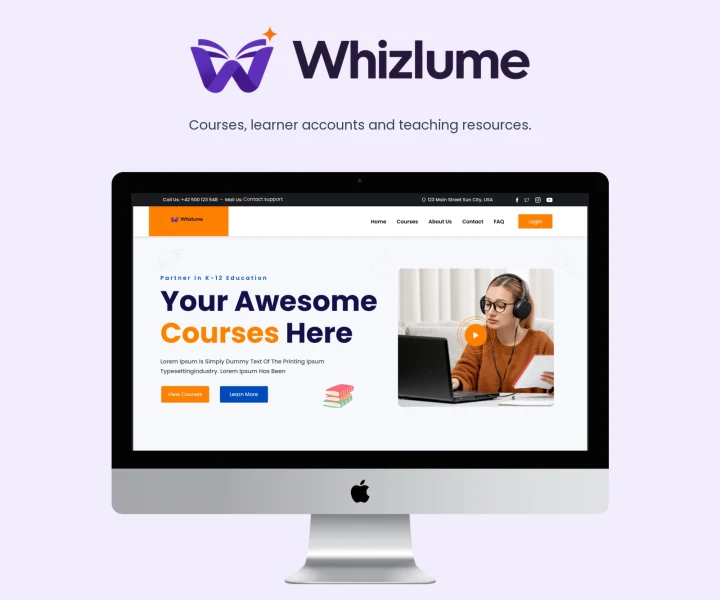 Whizlume
Courses, learner accounts and teaching resources.
Call Us: +42 500 123 548 - Mail Us: Contact support
123 Main Street Sun City, USA
Whizlume
Home Courses About Us Contact FAQ Login
Partner In K-12 Education
Your Awesome
Courses Here
Lorem Ipsum Is Simply Dummy Text Of The Printing Ipsum
Typesettingindustry. Lorem Ipsum Has Been
View Courses Learn More